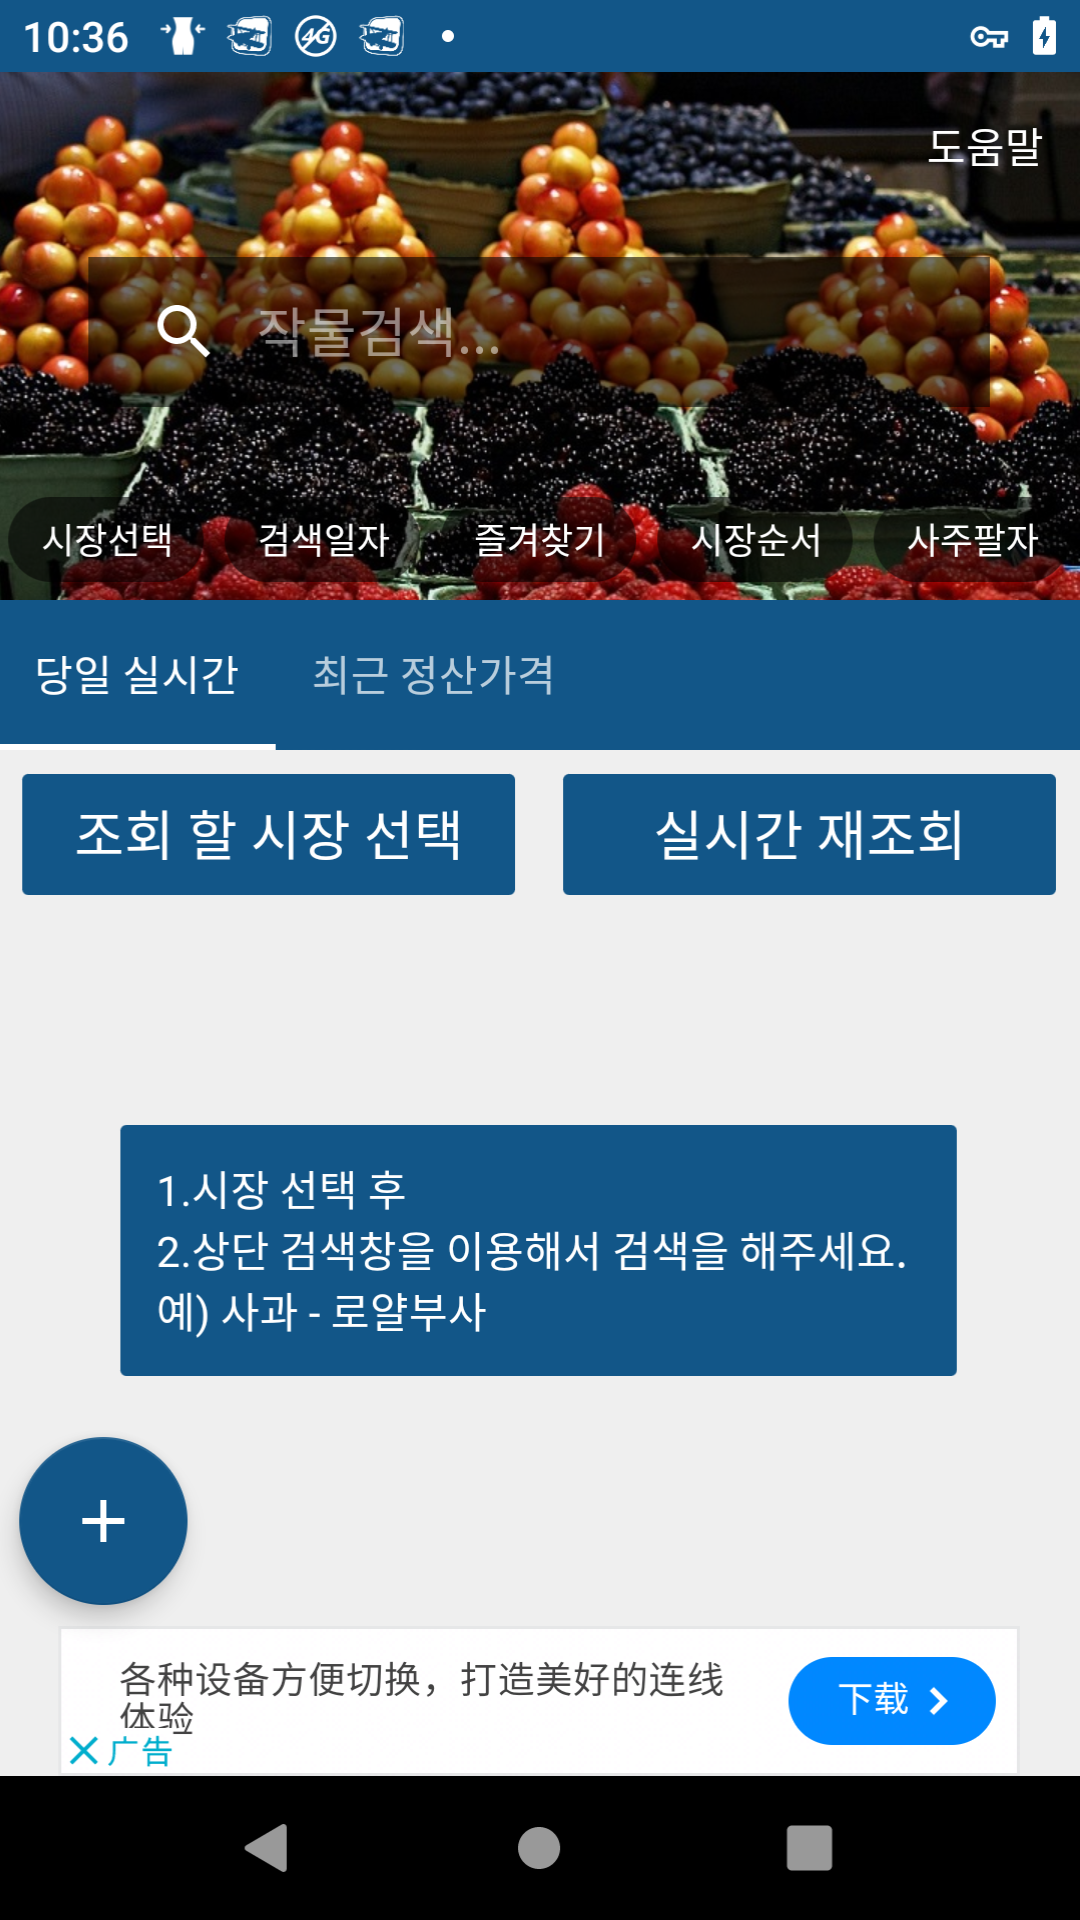 10:36
4G
도움말
작물검색...
시장선택 검색일자 즐겨찾기 시장순서 사주팔자
당일 실시간 최근 정산가격
조회 할 시장 선택 실시간 재조회
1.시장 선택 후
2.상단 검색창을 이용해서 검색을 해주세요.
예) 사과 - 로얄부사
各种设备方便切换，打造美好的连线
体验
下载
广告